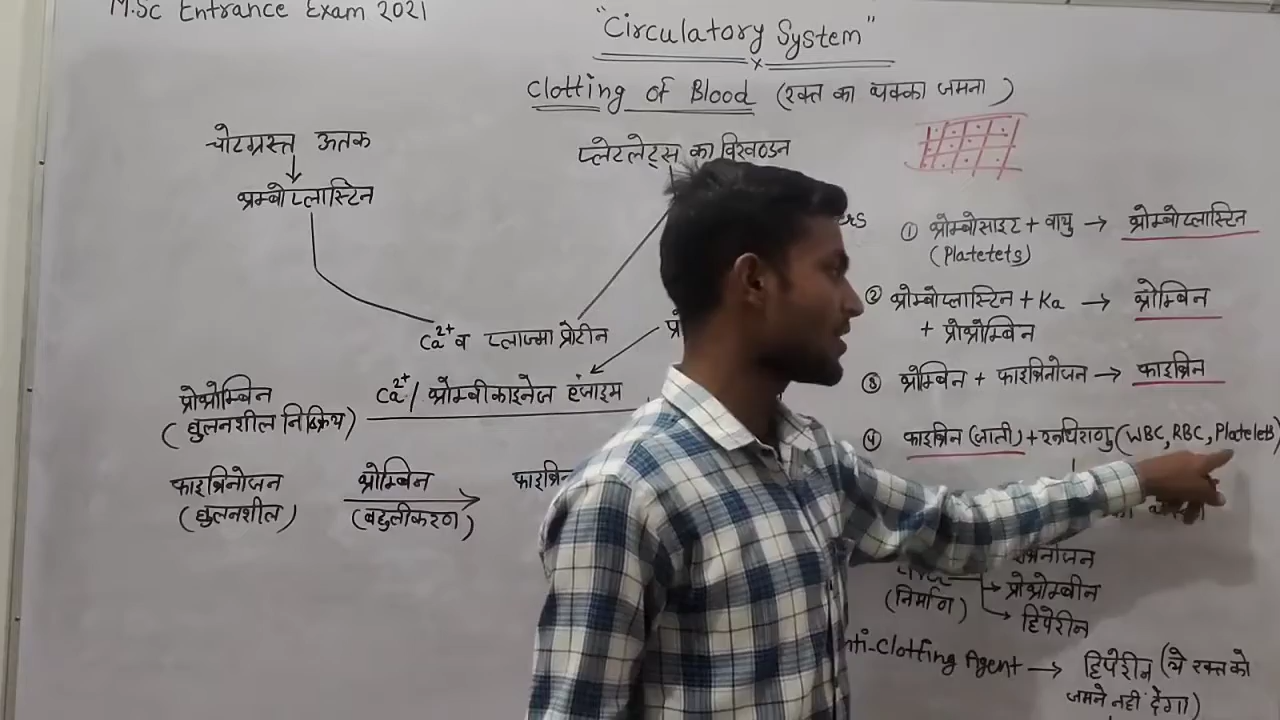 M.Sc Entrance Exam 2021
"Circulatory System"
Clotting of Blood (रक्त का थक्का जमना)
चोटग्रस्त ऊतक
थ्रम्बोप्लास्टिन
प्लेटलेट्स का विखण्डन
Ca2+ व प्लाज्मा प्रोटीन
प्रोथ्रोम्बिन
(घुलनशील निष्क्रिय)
Ca2+/ थ्रोम्बोकाइनेज एंजाइम
फाइब्रिनोजन
(घुलनशील)
थ्रोम्बिन
(बहुलीकरण)
① थ्रोम्बोसाइट + वायु → थ्रोम्बोप्लास्टिन
(Platetets)
② थ्रोम्बोप्लास्टिन + Ka → थ्रोम्बिन
+ प्रोथ्रोम्बिन
③ थ्रोम्बिन + फाइब्रिनोजन → फाइब्रिन
④ फाइब्रिन (जाली) + रूधिराणु (WBC, RBC, Platelets)
(निर्माण)
→ प्रोथ्रोम्बीन
→ हिपेरीन
Anti-Clotting Agent → हिपेरीन (ये रक्त को
जमने नहीं देगा)